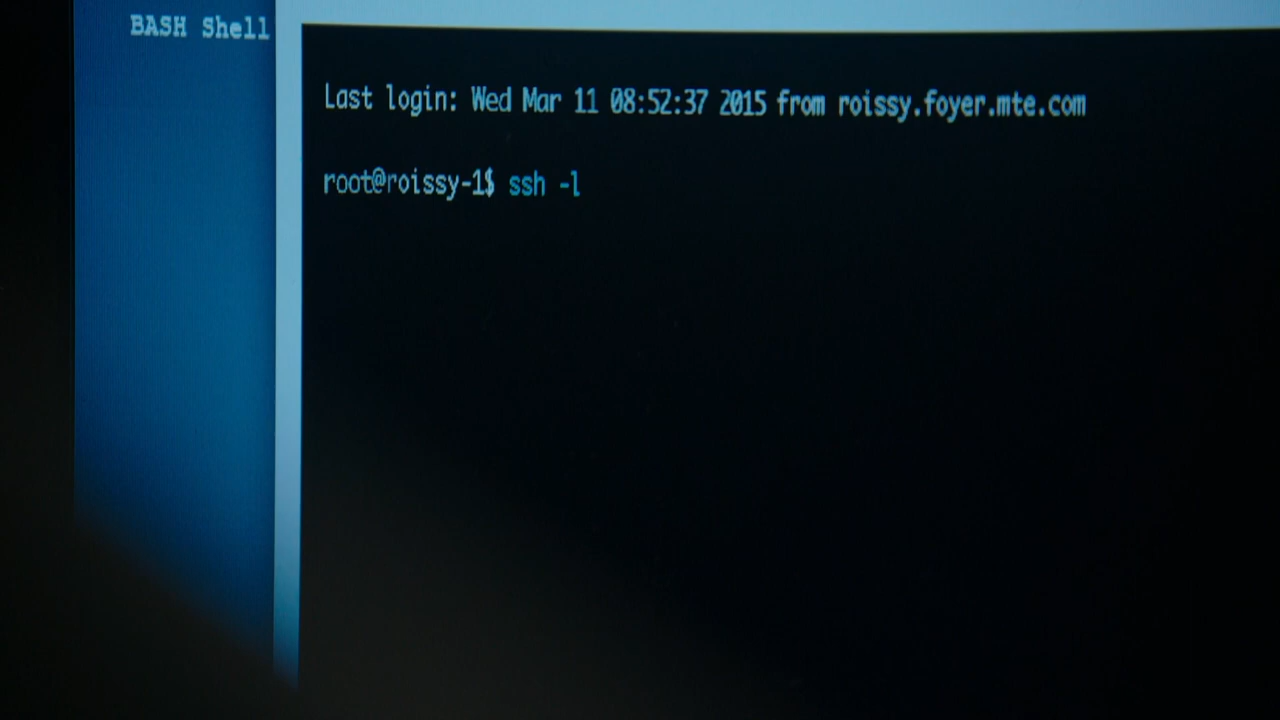 BASH Shell
Last login: Wed Mar 11 08:52:37 2015 from roissy.foyer.mte.com
root@roissy-1$ ssh -l